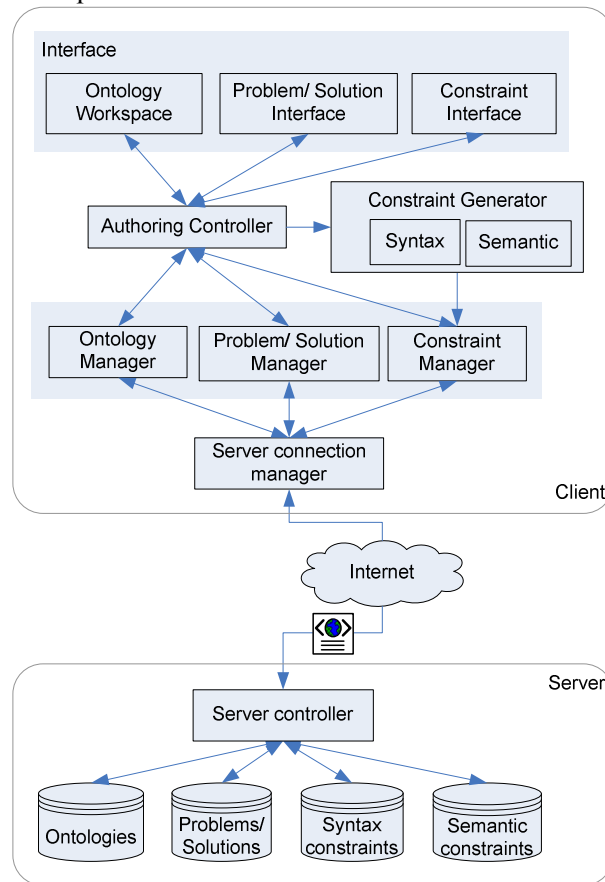 Interface
Ontology
Workspace
Problem/ Solution
Interface
Constraint
Interface
Authoring Controller
Constraint Generator
Syntax
Semantic
Ontology
Manager
Problem/ Solution
Manager
Constraint
Manager
Server connection
manager
Client
Internet
Server
Server controller
Ontologies
Problems/
Solutions
Syntax
constraints
Semantic
constraints